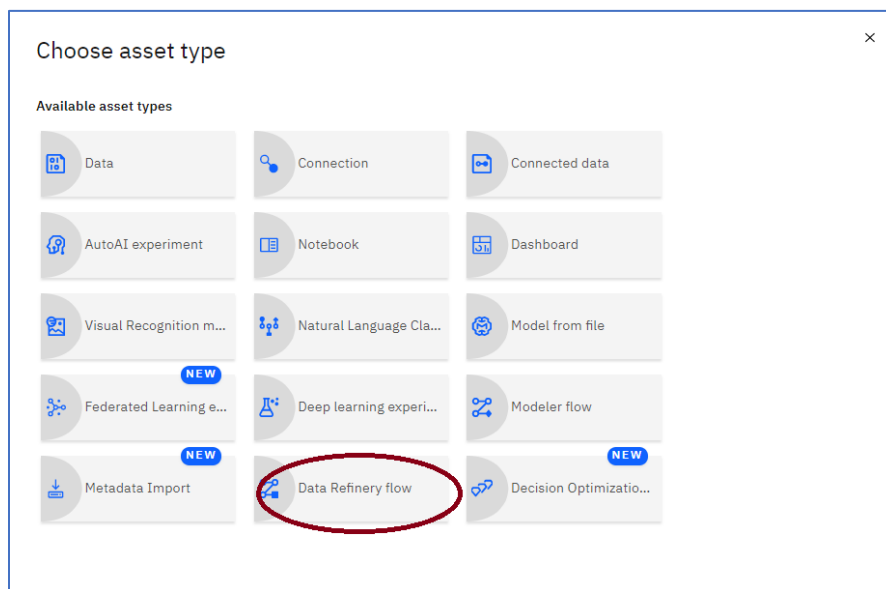 Choose asset type
Available asset types
Data
Connection
Connected data
AutoAI experiment
Notebook
Dashboard
Visual Recognition m...
Natural Language Cla...
Model from file
NEW
Federated Learning e...
Deep learning experi...
Modeler flow
NEW
Metadata Import
Data Refinery flow
NEW
Decision Optimizatio...